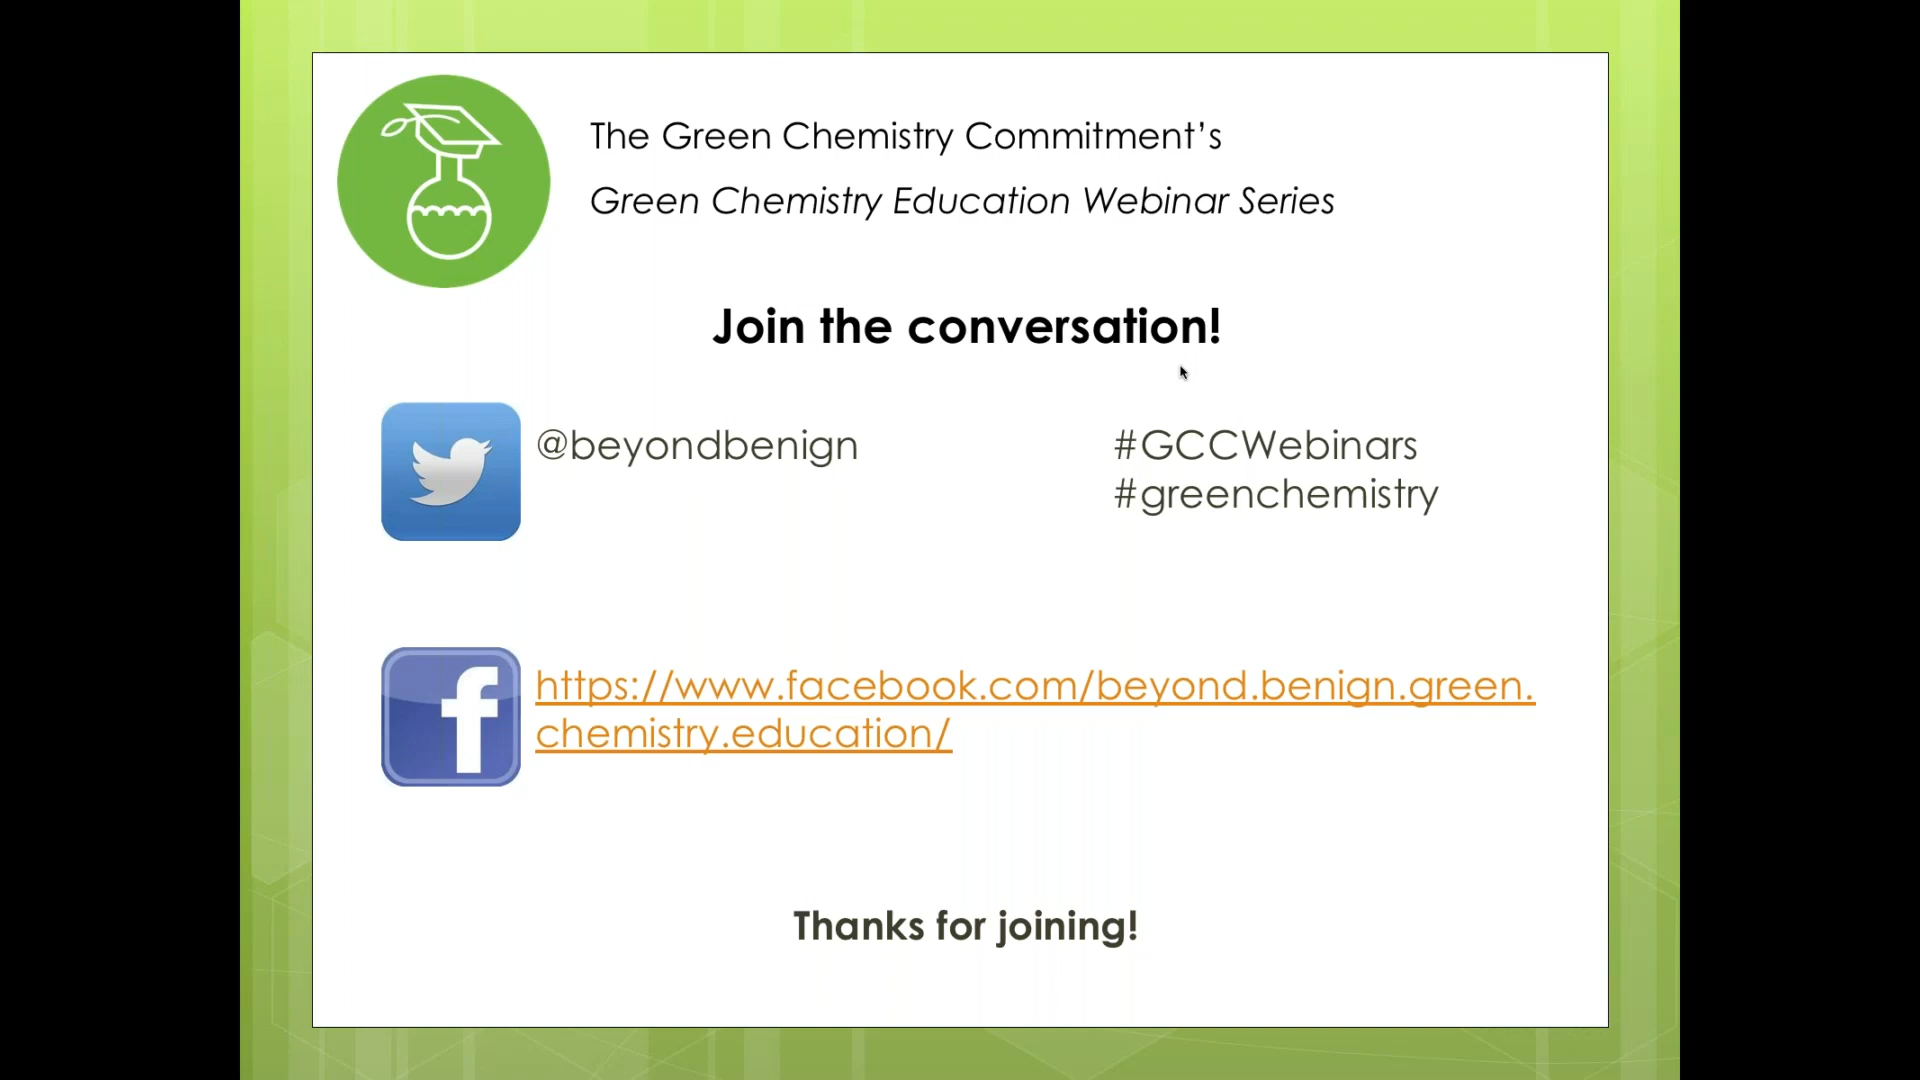 The Green Chemistry Commitment’s
Green Chemistry Education Webinar Series
Join the conversation!
@beyondbenign
#GCCWebinars
#greenchemistry
https://www.facebook.com/beyond.benign.green.
chemistry.education/
Thanks for joining!